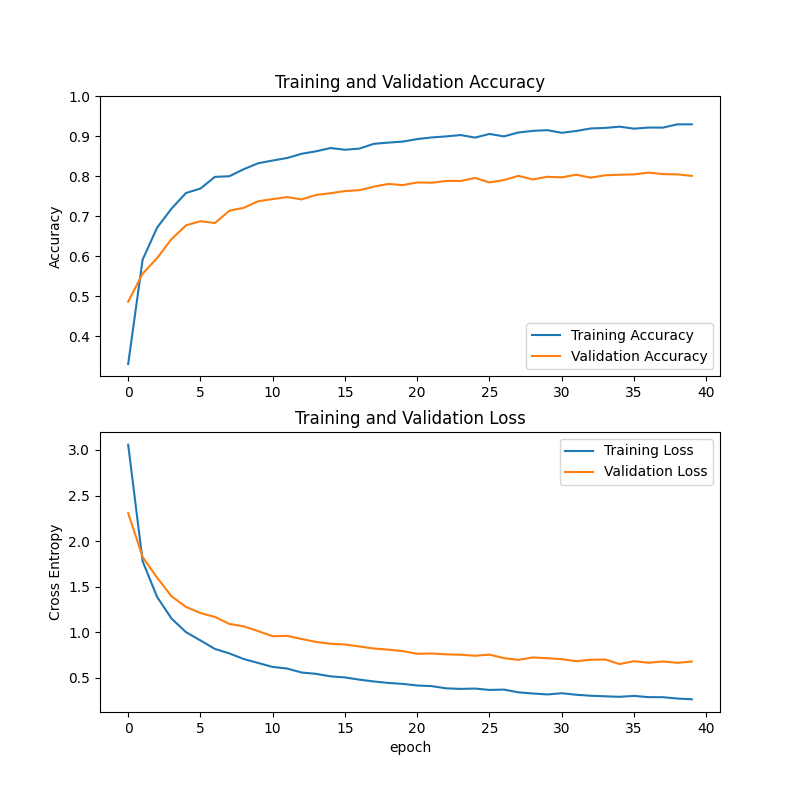 Training and Validation Accuracy
1.0
0.9
0.8
0.7
0.6
0.5
0.4
Accuracy
Training Accuracy
Validation Accuracy
0 5 10 15 20 25 30 35 40
Training and Validation Loss
3.0
2.5
2.0
1.5
1.0
0.5
Cross Entropy
Training Loss
Validation Loss
0 5 10 15 20 25 30 35 40
epoch